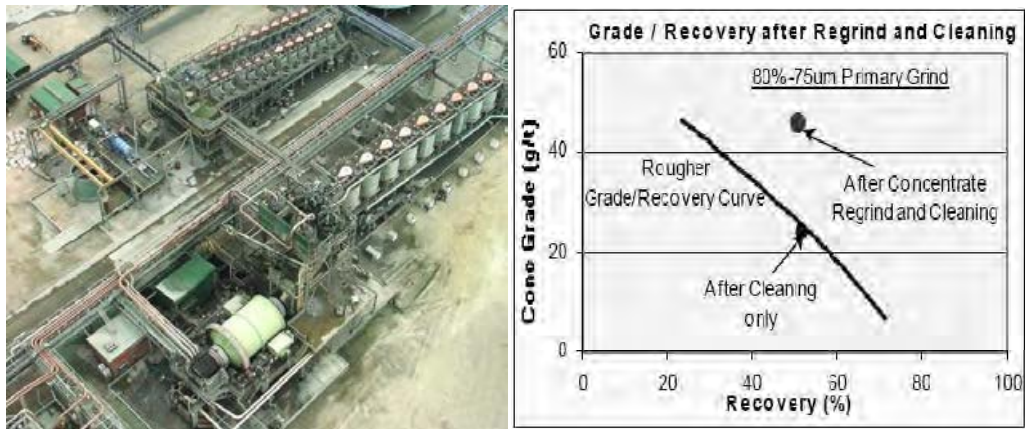 Grade / Recovery after Regrind and Cleaning
80%-75um Primary Grind
Rougher
Grade/Recovery Curve
After Concentrate
Regrind and Cleaning
After Cleaning
only
Conc Grade (g/t)
60
40
20
0
0 20 40 60 80 100
Recovery (%)